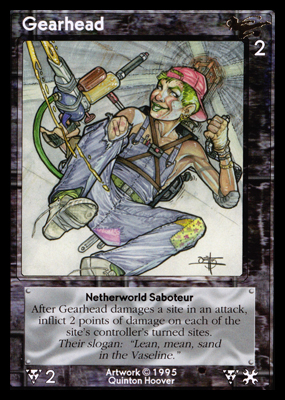 Gearhead
2
Netherworld Saboteur
After Gearhead damages a site in an attack,
inflict 2 points of damage on each of the
site's controller's turned sites.
Their slogan: "Lean, mean, sand
in the Vaseline."
2
Artwork © 1995
Quinton Hoover